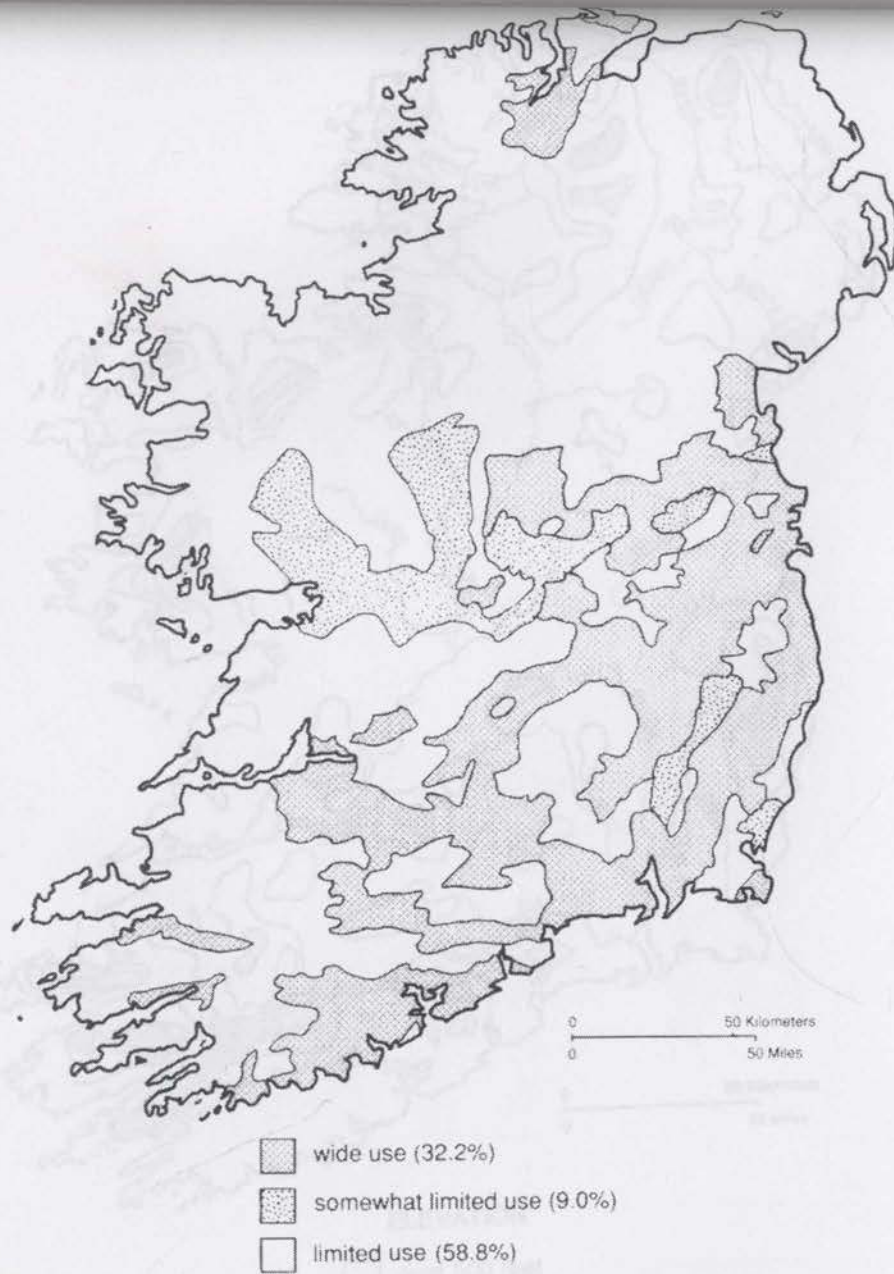 0 50 Kilometers
0 50 Miles
wide use (32.2%)
somewhat limited use (9.0%)
limited use (58.8%)